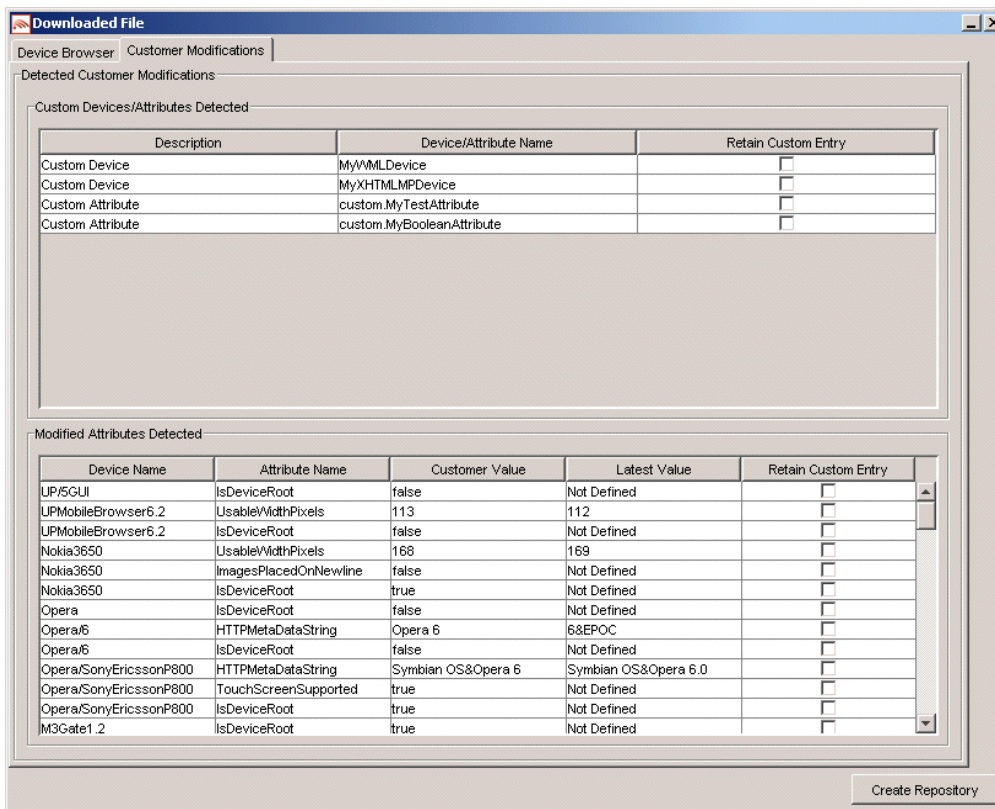 Downloaded File
Device Browser Customer Modifications
Detected Customer Modifications
Custom Devices/Attributes Detected
Description Device/Attribute Name Retain Custom Entry
Custom Device MyWMLDevice
Custom Device MyXHTMLMPDevice
Custom Attribute custom.MyTestAttribute
Custom Attribute custom.MyBooleanAttribute
Modified Attributes Detected
Device Name Attribute Name Customer Value Latest Value Retain Custom Entry
UP/5GUI IsDeviceRoot false Not Defined
UPMobileBrowser6.2 UsableWidthPixels 113 112
UPMobileBrowser6.2 IsDeviceRoot false Not Defined
Nokia3650 UsableWidthPixels 168 169
Nokia3650 ImagesPlacedOnNewline false Not Defined
Nokia3650 IsDeviceRoot true Not Defined
Opera IsDeviceRoot false Not Defined
Opera/6 HTTPMetaDataString Opera 6 6&EPOC
Opera/6 IsDeviceRoot false Not Defined
Opera/SonyEricssonP800 HTTPMetaDataString Symbian OS&Opera 6 Symbian OS&Opera 6.0
Opera/SonyEricssonP800 TouchScreenSupported true Not Defined
Opera/SonyEricssonP800 IsDeviceRoot true Not Defined
M3Gate1.2 IsDeviceRoot true Not Defined
Create Repository